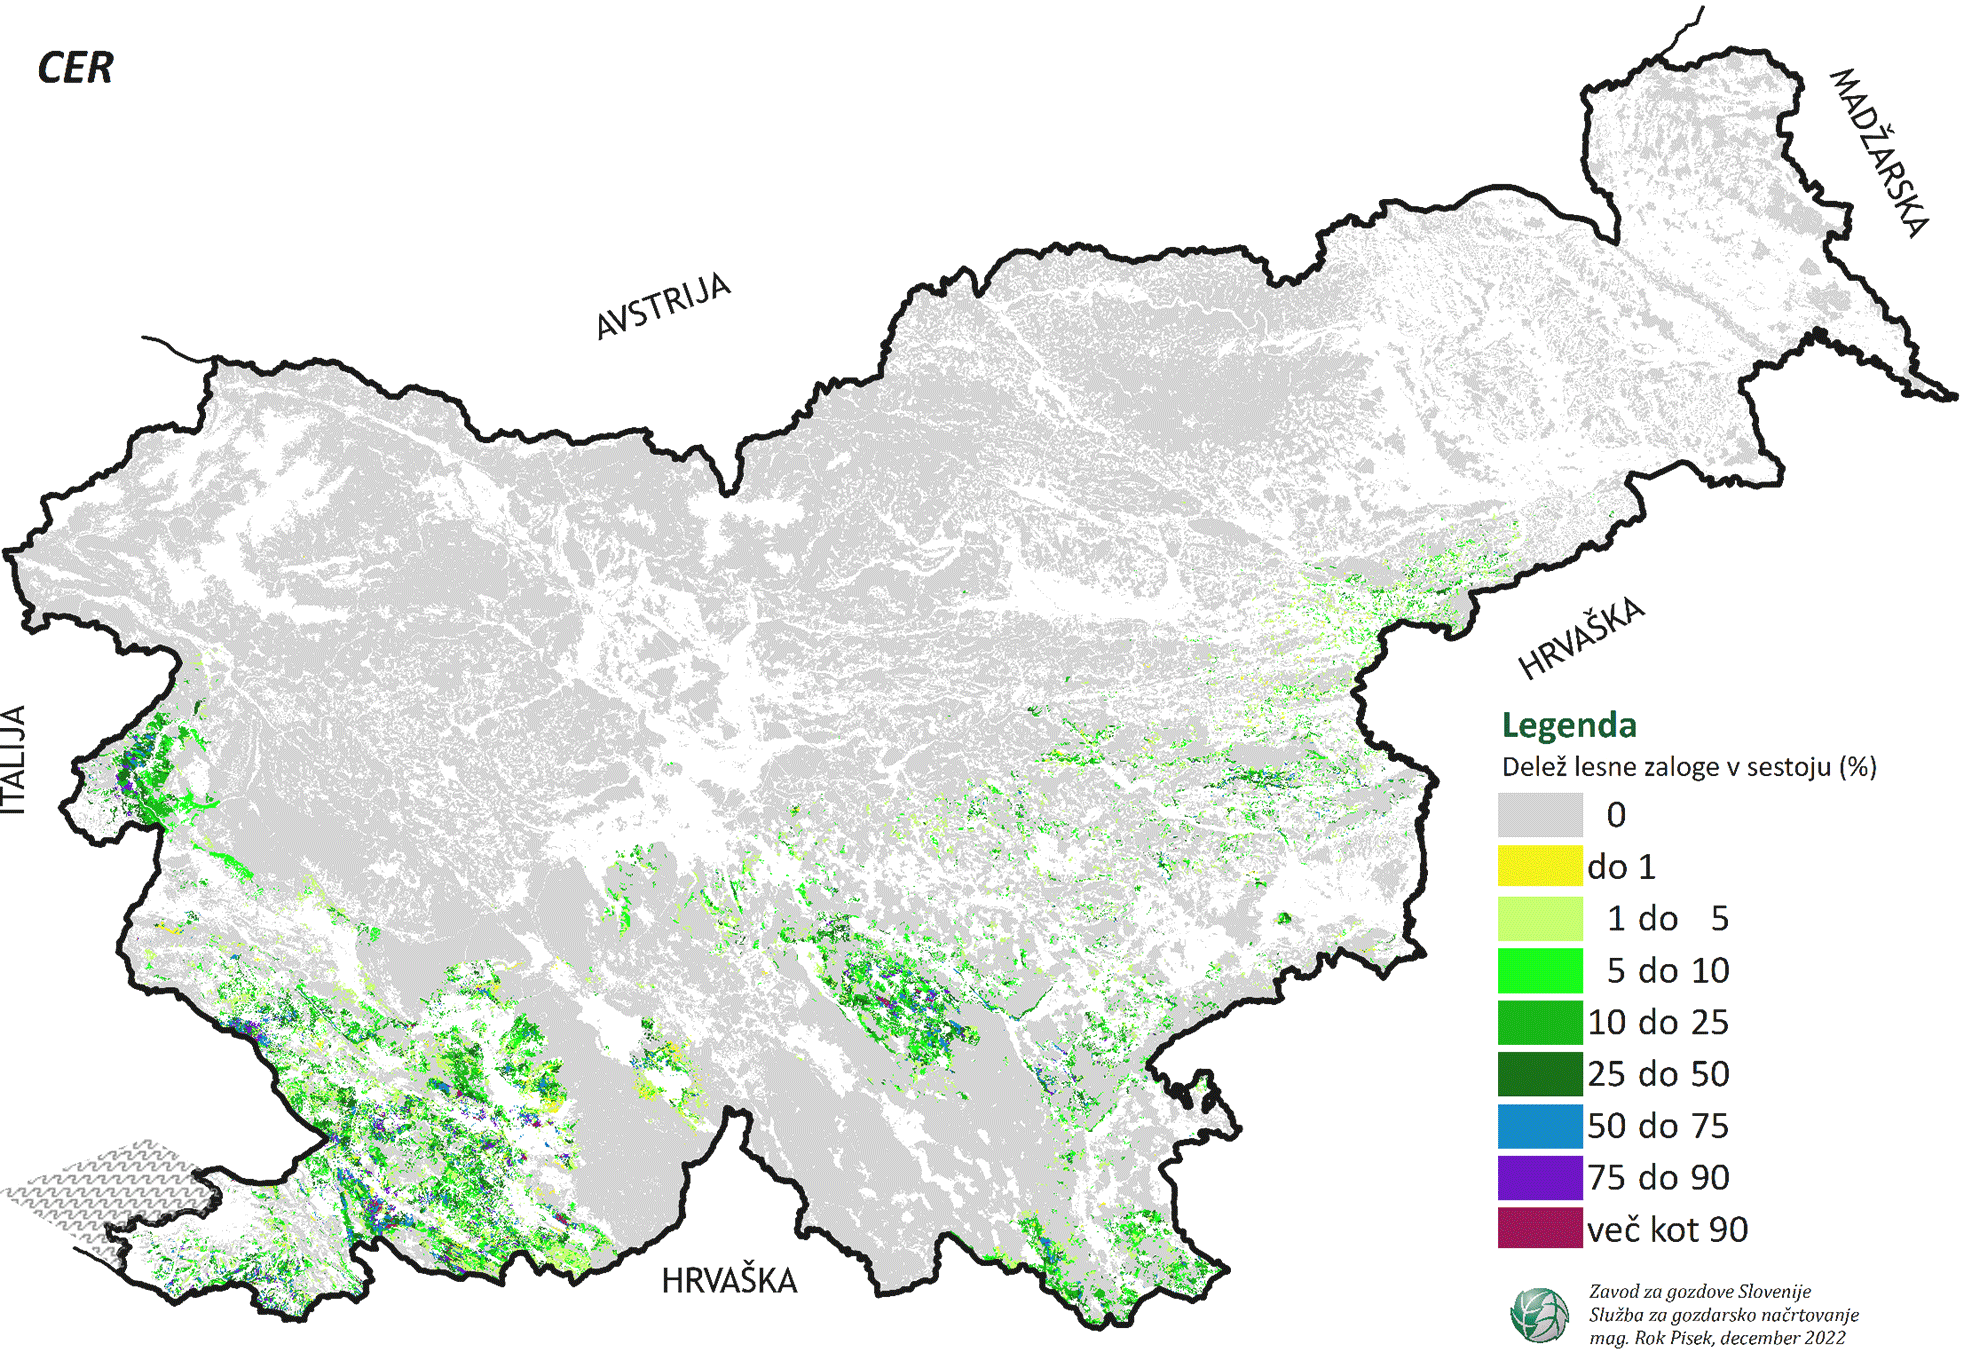 CER
MADŽARSKA
AVSTRIJA
HRVAŠKA
ITALIJA
Legenda
Delež lesne zaloge v sestoju (%)
0
do 1
1 do 5
5 do 10
10 do 25
25 do 50
50 do 75
75 do 90
več kot 90
HRVAŠKA
Zavod za gozdove Slovenije
Služba za gozdarsko načrtovanje
mag. Rok Pisek, december 2022